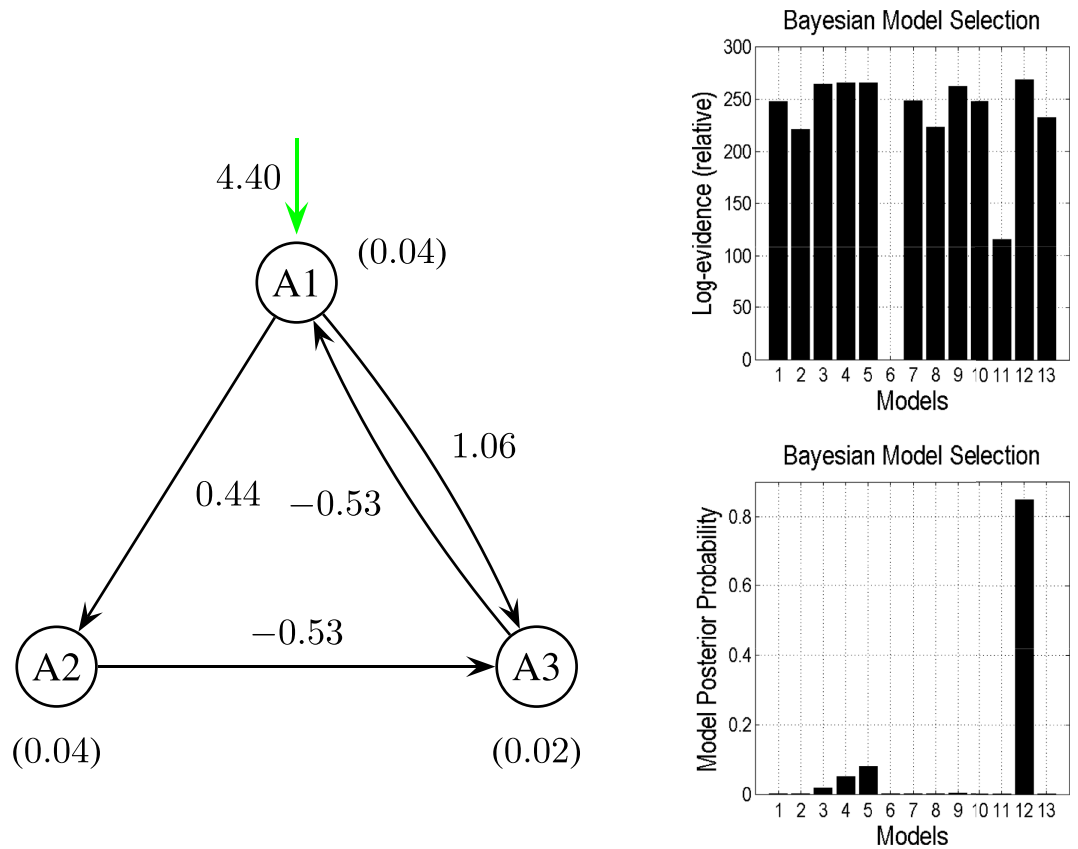 4.40
A1
(0.04)
1.06
0.44
−0.53
−0.53
A2
A3
(0.04)
(0.02)
Bayesian Model Selection
Log-evidence (relative)
300
250
200
150
100
50
0
1 2 3 4 5 6 7 8 9 10 11 12 13
Models
Bayesian Model Selection
Model Posterior Probability
0.8
0.6
0.4
0.2
0
1 2 3 4 5 6 7 8 9 10 11 12 13
Models